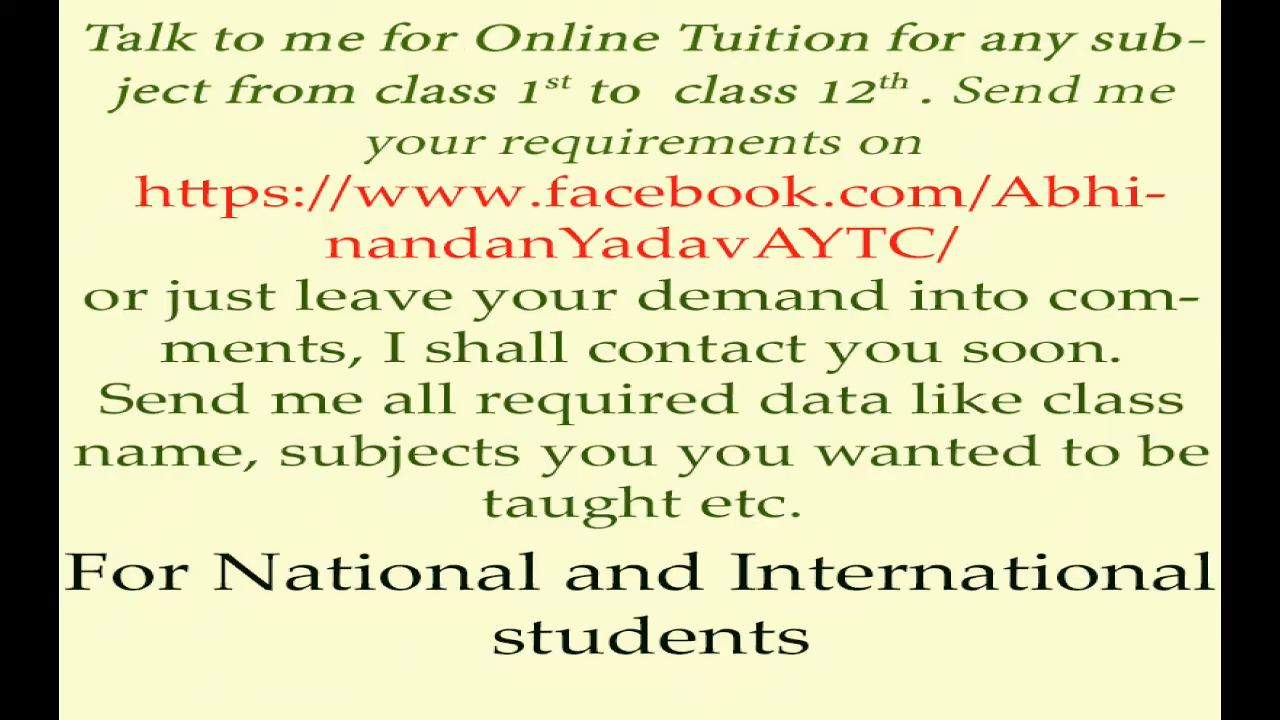 Talk to me for Online Tuition for any sub-
ject from class 1st to class 12th . Send me
your requirements on
https://www.facebook.com/Abhi-
nandanYadavAYTC/
or just leave your demand into com-
ments, I shall contact you soon.
Send me all required data like class
name, subjects you you wanted to be
taught etc.
For National and International
students